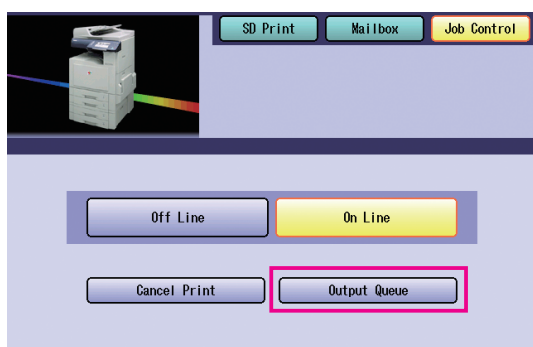 SD Print Mailbox Job Control
Off Line On Line
Cancel Print Output Queue